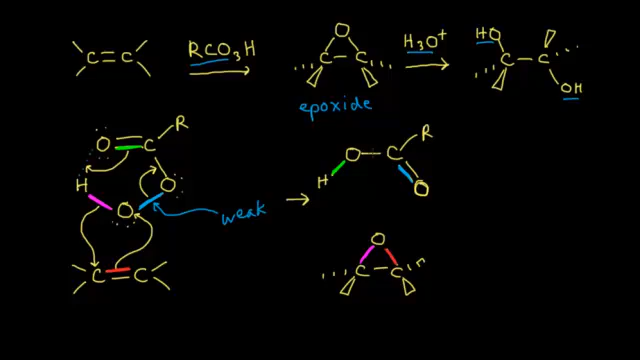 C=C RCO3H O C C H3O+ HO C - C OH
epoxide
R
O = C
H O
O
weak
C = C
R
O - C
H O
O
C - C